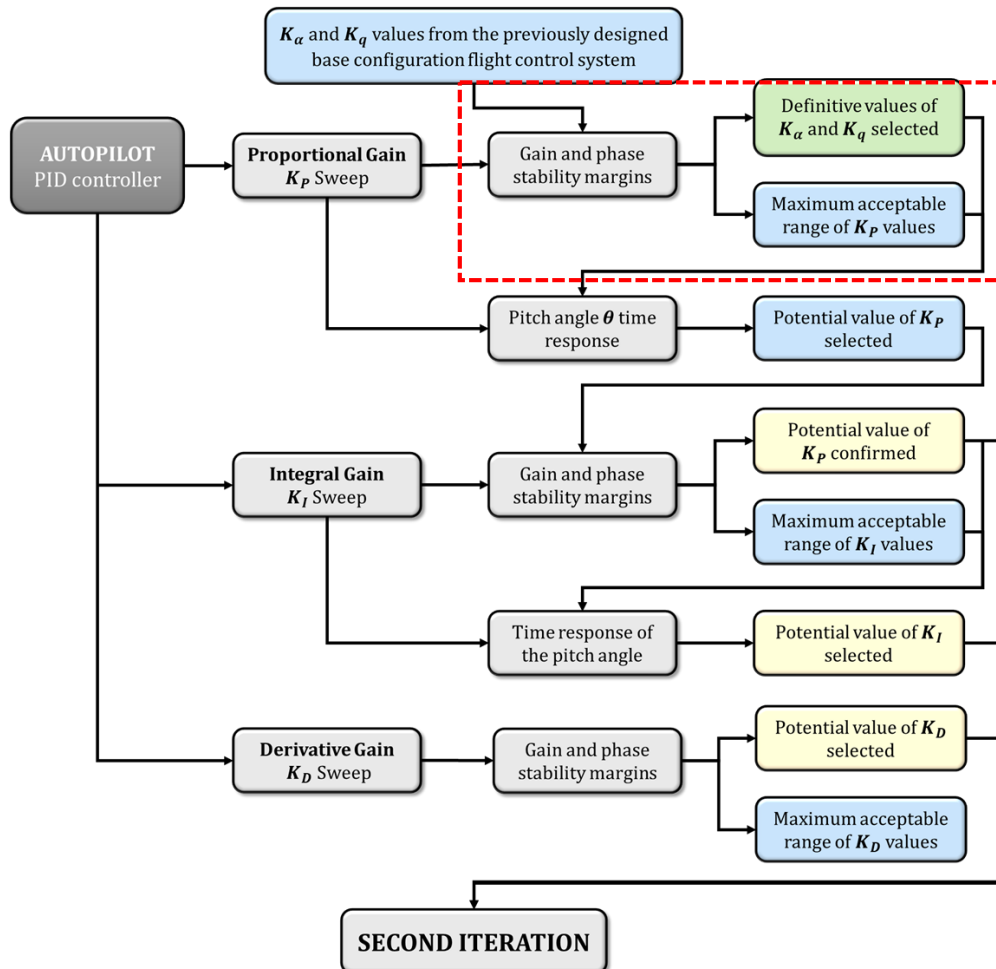 𝑲𝜶 and 𝑲𝒒 values from the previously designed
base configuration flight control system
AUTOPILOT
PID controller
Proportional Gain
𝑲𝑷 Sweep
Gain and phase
stability margins
Definitive values of
𝑲𝜶 and 𝑲𝒒 selected
Maximum acceptable
range of 𝑲𝑷 values
Pitch angle 𝜽 time
response
Potential value of 𝑲𝑷
selected
Integral Gain
𝑲𝑰 Sweep
Gain and phase
stability margins
Potential value of
𝑲𝑷 confirmed
Maximum acceptable
range of 𝑲𝑰 values
Time response of
the pitch angle
Potential value of 𝑲𝑰
selected
Derivative Gain
𝑲𝑫 Sweep
Gain and phase
stability margins
Potential value of 𝑲𝑫
selected
Maximum acceptable
range of 𝑲𝑫 values
SECOND ITERATION